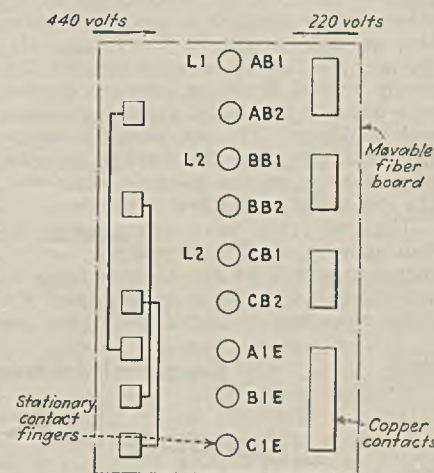 440 volts
220 volts
L1 AB1
AB2
Movable
fiber
board
L2 BB1
BB2
L2 CB1
CB2
A1E
Stationary
contact
fingers
B1E
Copper
contacts
C1E